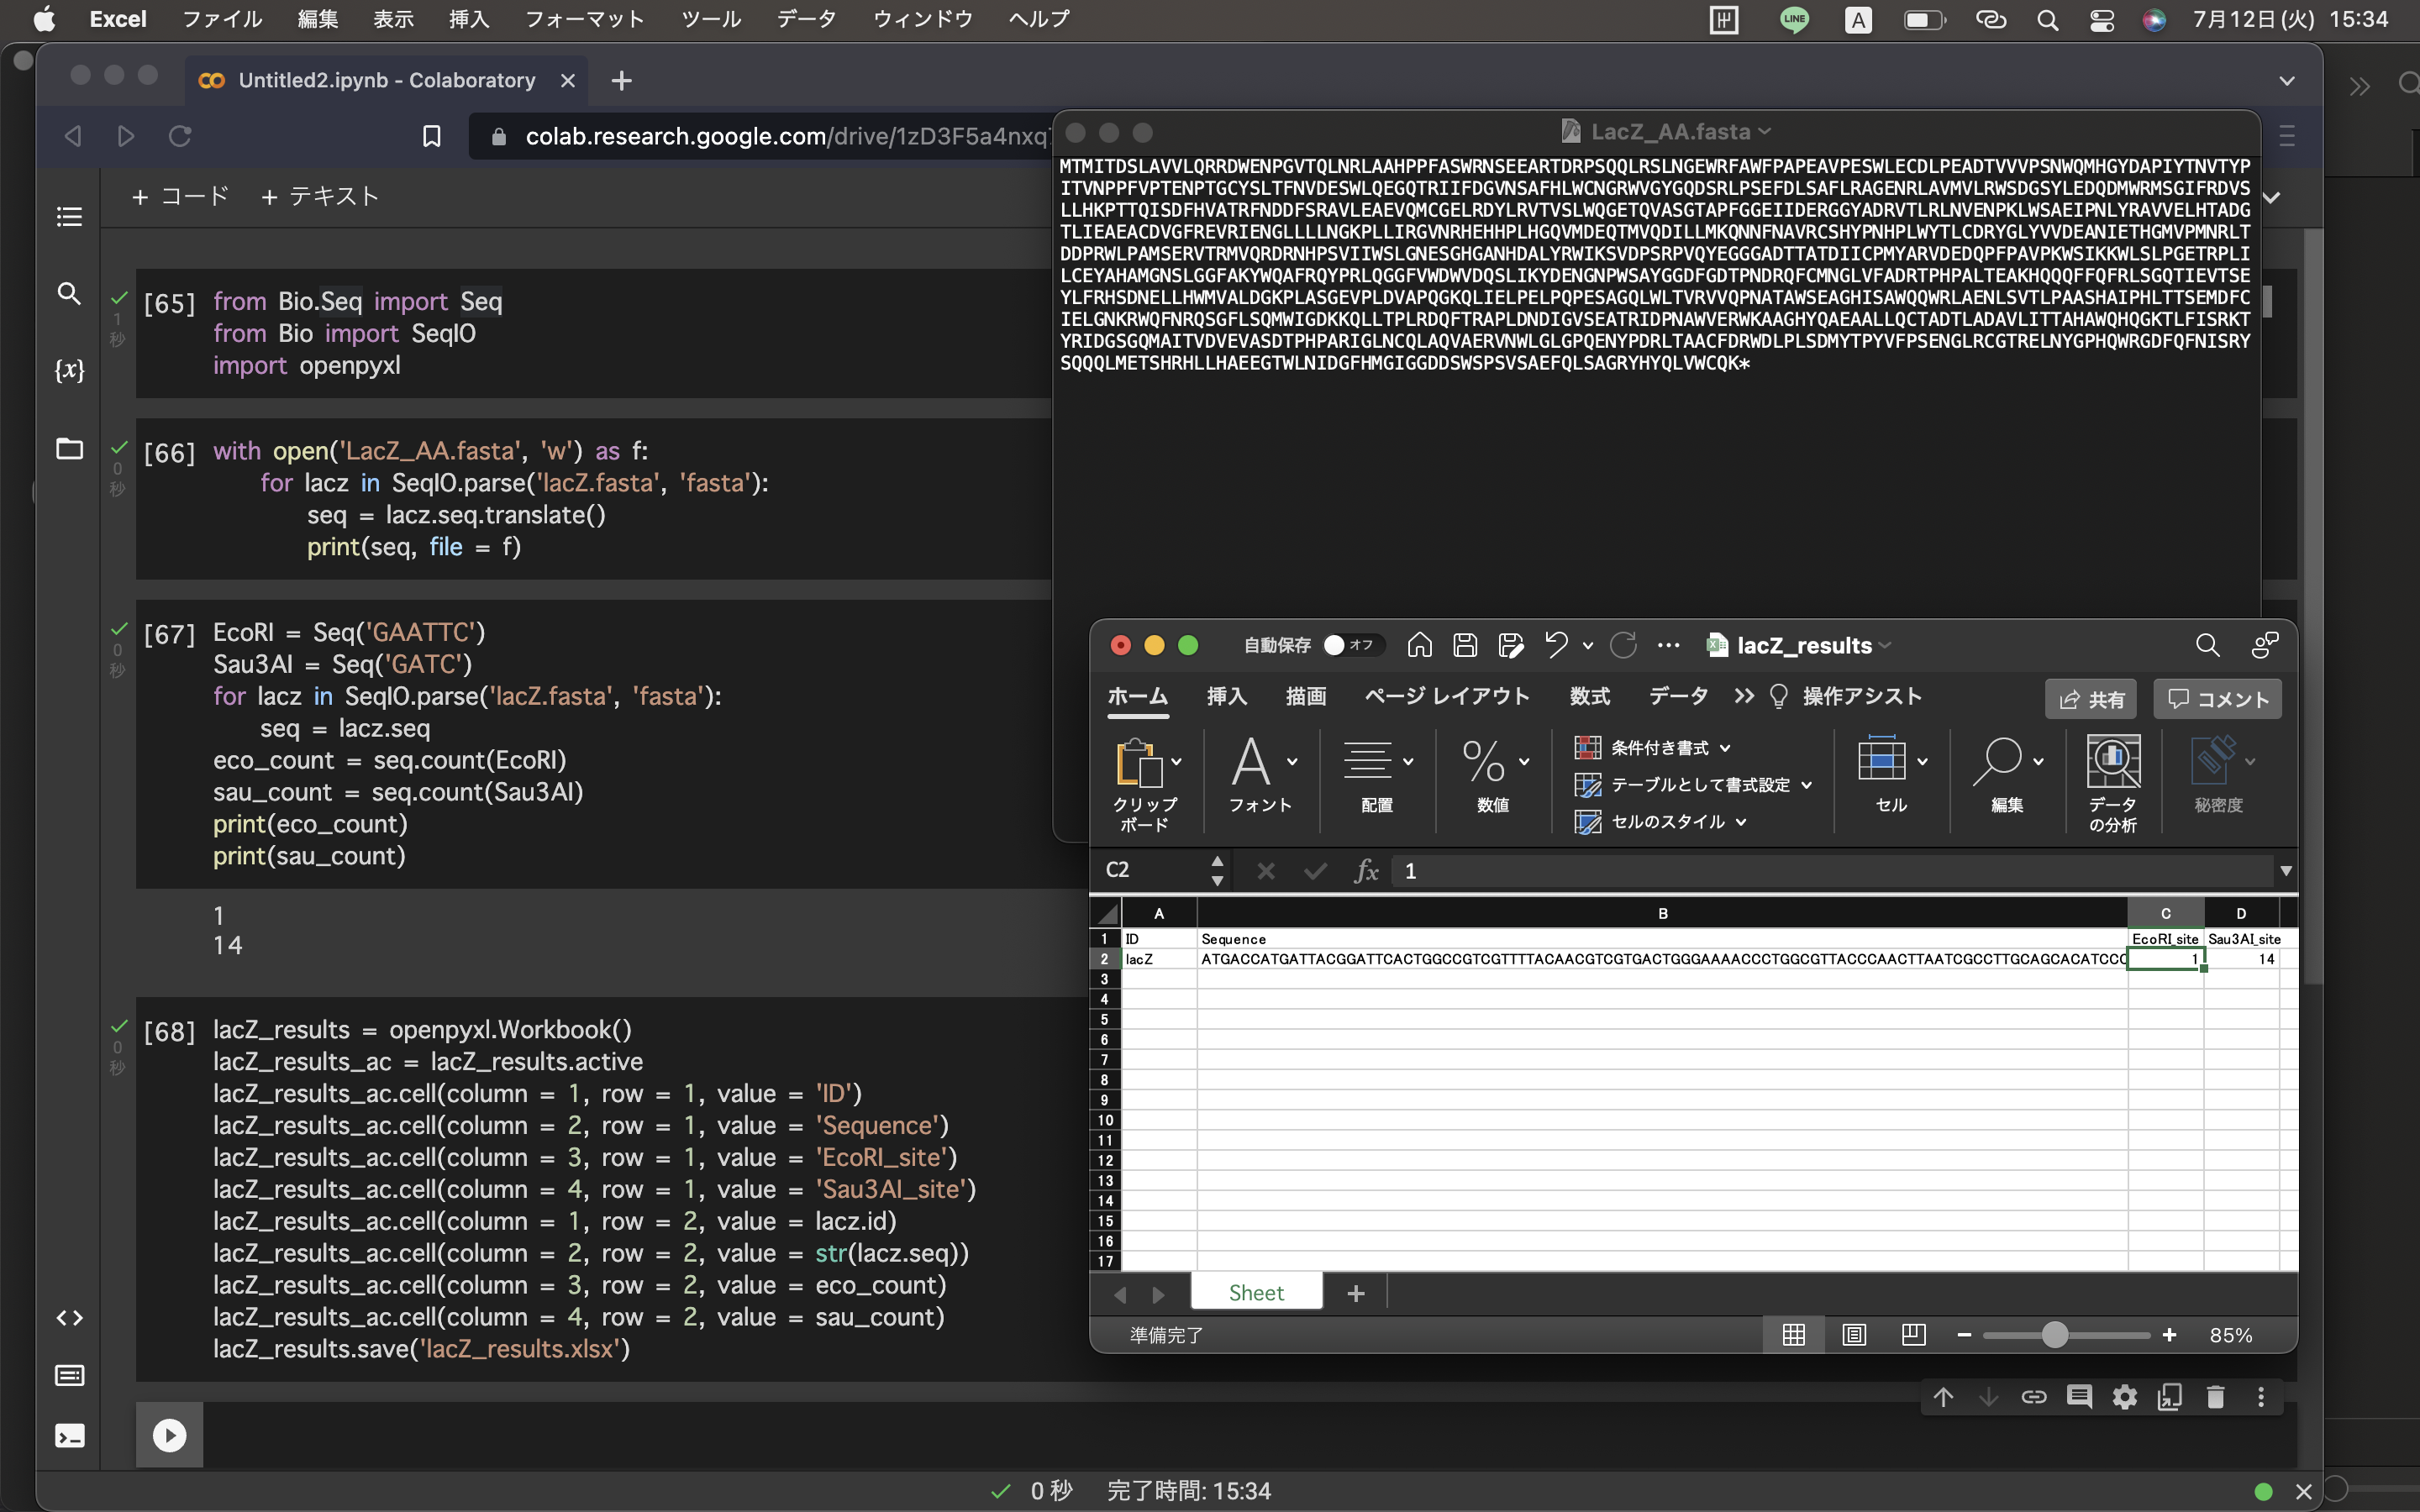 Excel ファイル 編集 表示 挿入 フォーマット ツール データ ウィンドウ ヘルプ LINE A 7月12日(火) 15:34
Untitled2.ipynb - Colaboratory
colab.research.google.com/drive/1zD3F5a4nxq
+ コード + テキスト
[65] from Bio.Seq import Seq
from Bio import SeqIO
import openpyxl
1
秒
[66] with open('LacZ_AA.fasta', 'w') as f:
for lacz in SeqIO.parse('lacZ.fasta', 'fasta'):
seq = lacz.seq.translate()
print(seq, file = f)
0
秒
[67] EcoRI = Seq('GAATTC')
Sau3AI = Seq('GATC')
for lacz in SeqIO.parse('lacZ.fasta', 'fasta'):
seq = lacz.seq
eco_count = seq.count(EcoRI)
sau_count = seq.count(Sau3AI)
print(eco_count)
print(sau_count)
0
秒
1
14
[68] lacZ_results = openpyxl.Workbook()
lacZ_results_ac = lacZ_results.active
lacZ_results_ac.cell(column = 1, row = 1, value = 'ID')
lacZ_results_ac.cell(column = 2, row = 1, value = 'Sequence')
lacZ_results_ac.cell(column = 3, row = 1, value = 'EcoRI_site')
lacZ_results_ac.cell(column = 4, row = 1, value = 'Sau3AI_site')
lacZ_results_ac.cell(column = 1, row = 2, value = lacz.id)
lacZ_results_ac.cell(column = 2, row = 2, value = str(lacz.seq))
lacZ_results_ac.cell(column = 3, row = 2, value = eco_count)
lacZ_results_ac.cell(column = 4, row = 2, value = sau_count)
lacZ_results.save('lacZ_results.xlsx')
0
秒
{x}
0 秒 完了時間: 15:34
LacZ_AA.fasta
MTMITDSLAVVLQRRDWENPGVTQLNRLAAHPPFASWRNSEEARTDRPSQQLRSLNGEWRFAWFPAPEAVPESWLECDLPEADTVVVPSNWQMHGYDAPIYTNVTYP
ITVNPPFVPTENPTGCYSLTFNVDESWLQEGQTRIIFDGVNSAFHLWCNGRWVGYGQDSRLPSEFDLSAFLRAGENRLAVMVLRWSDGSYLEDQDMWRMSGIFRDVS
LLHKPTTQISDFHVATRFNDDFSRAVLEAEVQMCGELRDYLRVTVSLWQGETQVASGTAPFGGEIIDERGGYADRVTLRLNVENPKLWSAEIPNLYRAVVELHTADG
TLIEAEACDVGFREVRIENGLLLLNGKPLLIRGVNRHEHHPLHGQVMDEQTMVQDILLMKQNNFNAVRCSHYPNHPLWYTLCDRYGLYVVDEANIETHGMVPMNRLT
DDPRWLPAMSERVTRMVQRDRNHPSVIIWSLGNESGHGANHDALYRWIKSVDPSRPVQYEGGGADTTATDIICPMYARVDEDQPFPAVPKWSIKKWLSLPGETRPLI
LCEYAHAMGNSLGGFAKYWQAFRQYPRLQGGFVWDWVDQSLIKYDENGNPWSAYGGDFGDTPNDRQFCMNGLVFADRTPHPALTEAKHQQQFFQFRLSGQTIEVTSE
YLFRHSDNELLHWMVALDGKPLASGEVPLDVAPQGKQLIELPELPQPESAGQLWLTVRVVQPNATAWSEAGHISAWQQWRLAENLSVTLPAASHAIPHLTTSEMDFC
IELGNKRWQFNRQSGFLSQMWIGDKKQLLTPLRDQFTRAPLDNDIGVSEATRIDPNAWVERWKAAGHYQAEAALLQCTADTLADAVLITTAHAWQHQGKTLFISRKT
YRIDGSGQMAITVDVEVASDTPHPARIGLNCQLAQVAERVNWLGLGPQENYPDRLTAACFDRWDLPLSDMYTPYVFPSENGLRCGTRELNYGPHQWRGDFQFNISRY
SQQQLMETSHRHLLHAEEGTWLNIDGFHMGIGGDDSWSPSVSAEFQLSAGRYHYQLVWCQK*
自動保存 オフ lacZ_results
ホーム 挿入 描画 ページ レイアウト 数式 データ 操作アシスト 共有 コメント
クリップ
ボード
フォント
配置
数値
条件付き書式
テーブルとして書式設定
セルのスタイル
セル
編集
データ
の分析
秘密度
C2 fx 1
A B C D
1 ID Sequence EcoRI_site Sau3AI_site
2 lacZ ATGACCATGATTACGGATTCACTGGCCGTCGTTTTACAACGTCGTGACTGGGAAAACCCTGGCGTTACCCAACTTAATCGCCTTGCAGCACATCCC 1 14
3
4
5
6
7
8
9
10
11
12
13
14
15
16
17
Sheet
準備完了 85%